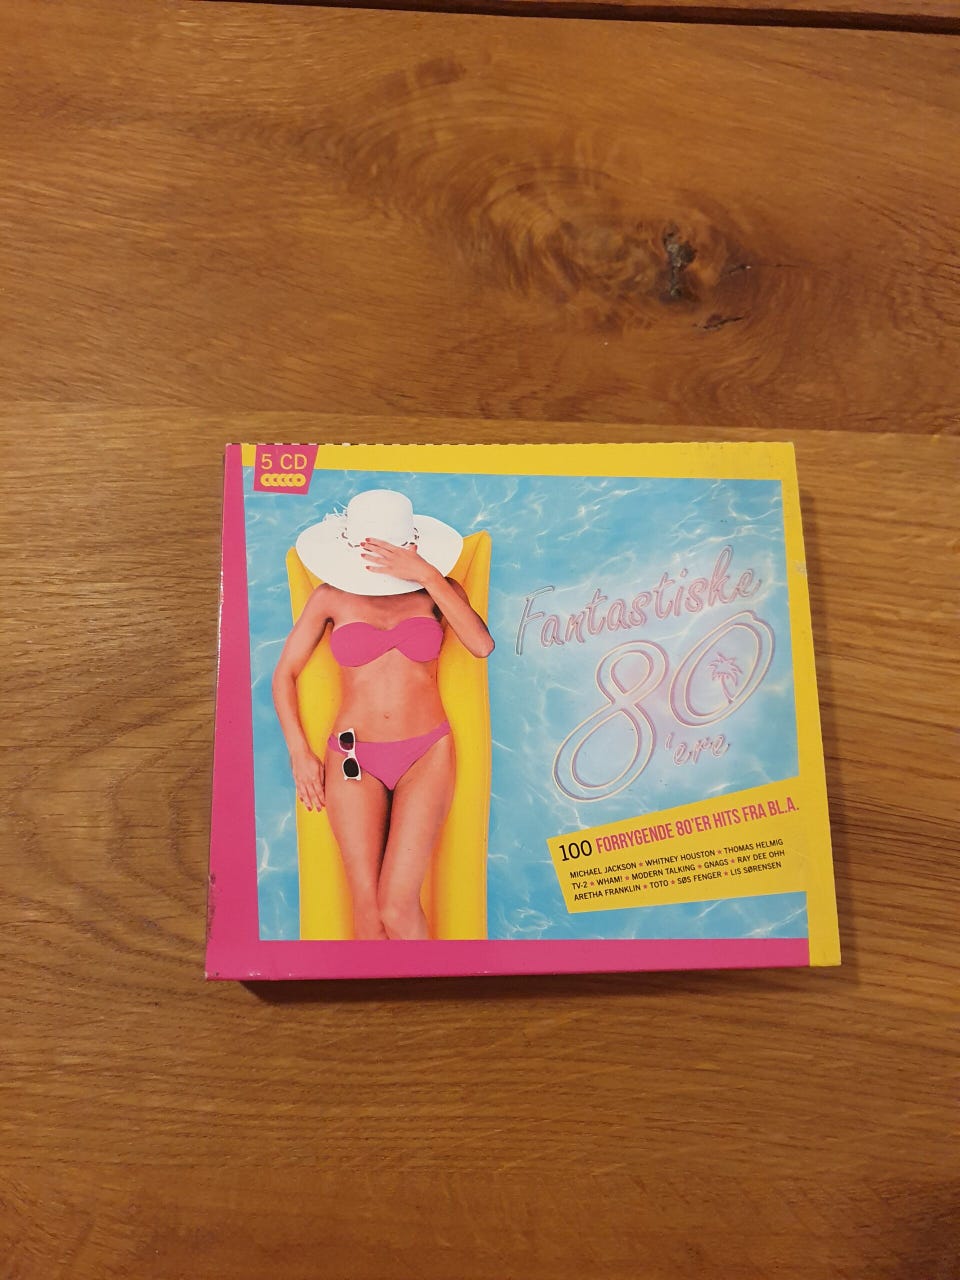 5 CD
Fantastiske
80
'ere
100 FORRYGENDE 80'ER HITS FRA BL.A.
MICHAEL JACKSON ★ WHITNEY HOUSTON ★ THOMAS HELMIG
TV-2 ★ WHAM! ★ MODERN TALKING ★ GNAGS ★ RAY DEE OHH
ARETHA FRANKLIN ★ TOTO ★ SØS FENGER ★ LIS SØRENSEN